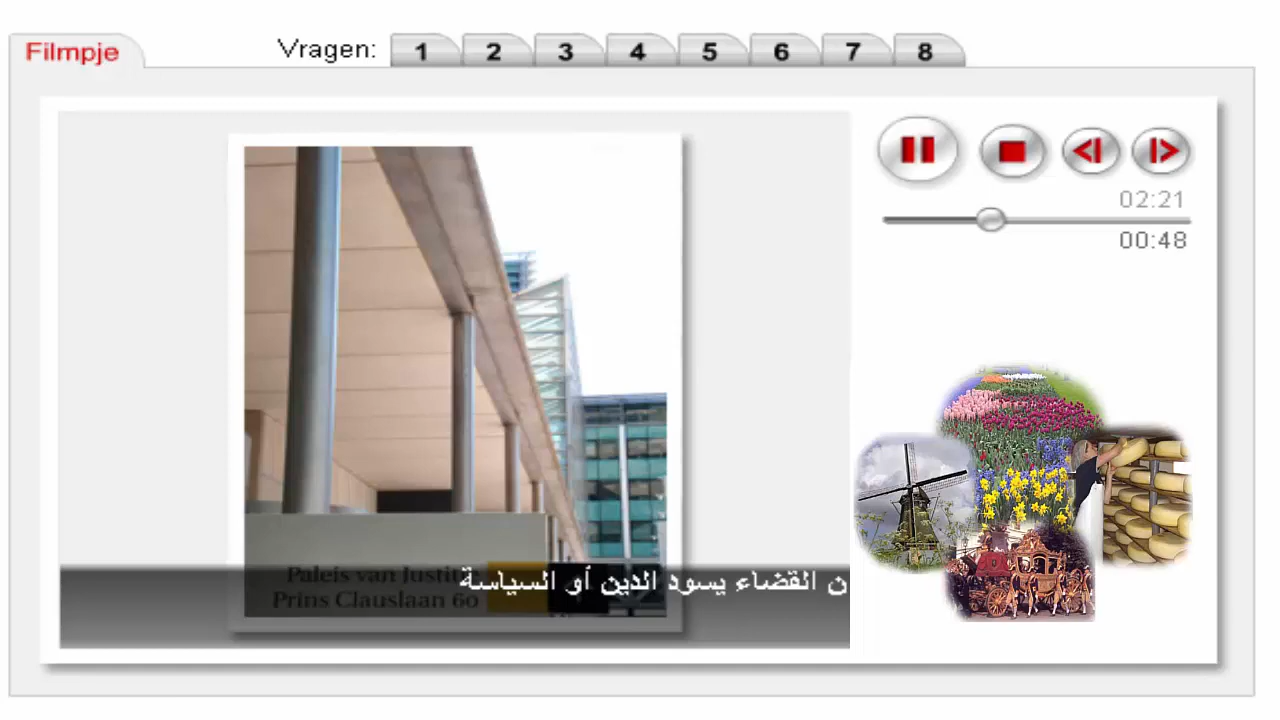 Filmpje
Vragen:
1 2 3 4 5 6 7 8
02:21
00:48
Paleis van Justit
Prins Clauslaan 60
ن القضاء يسود الدين أو السياسة